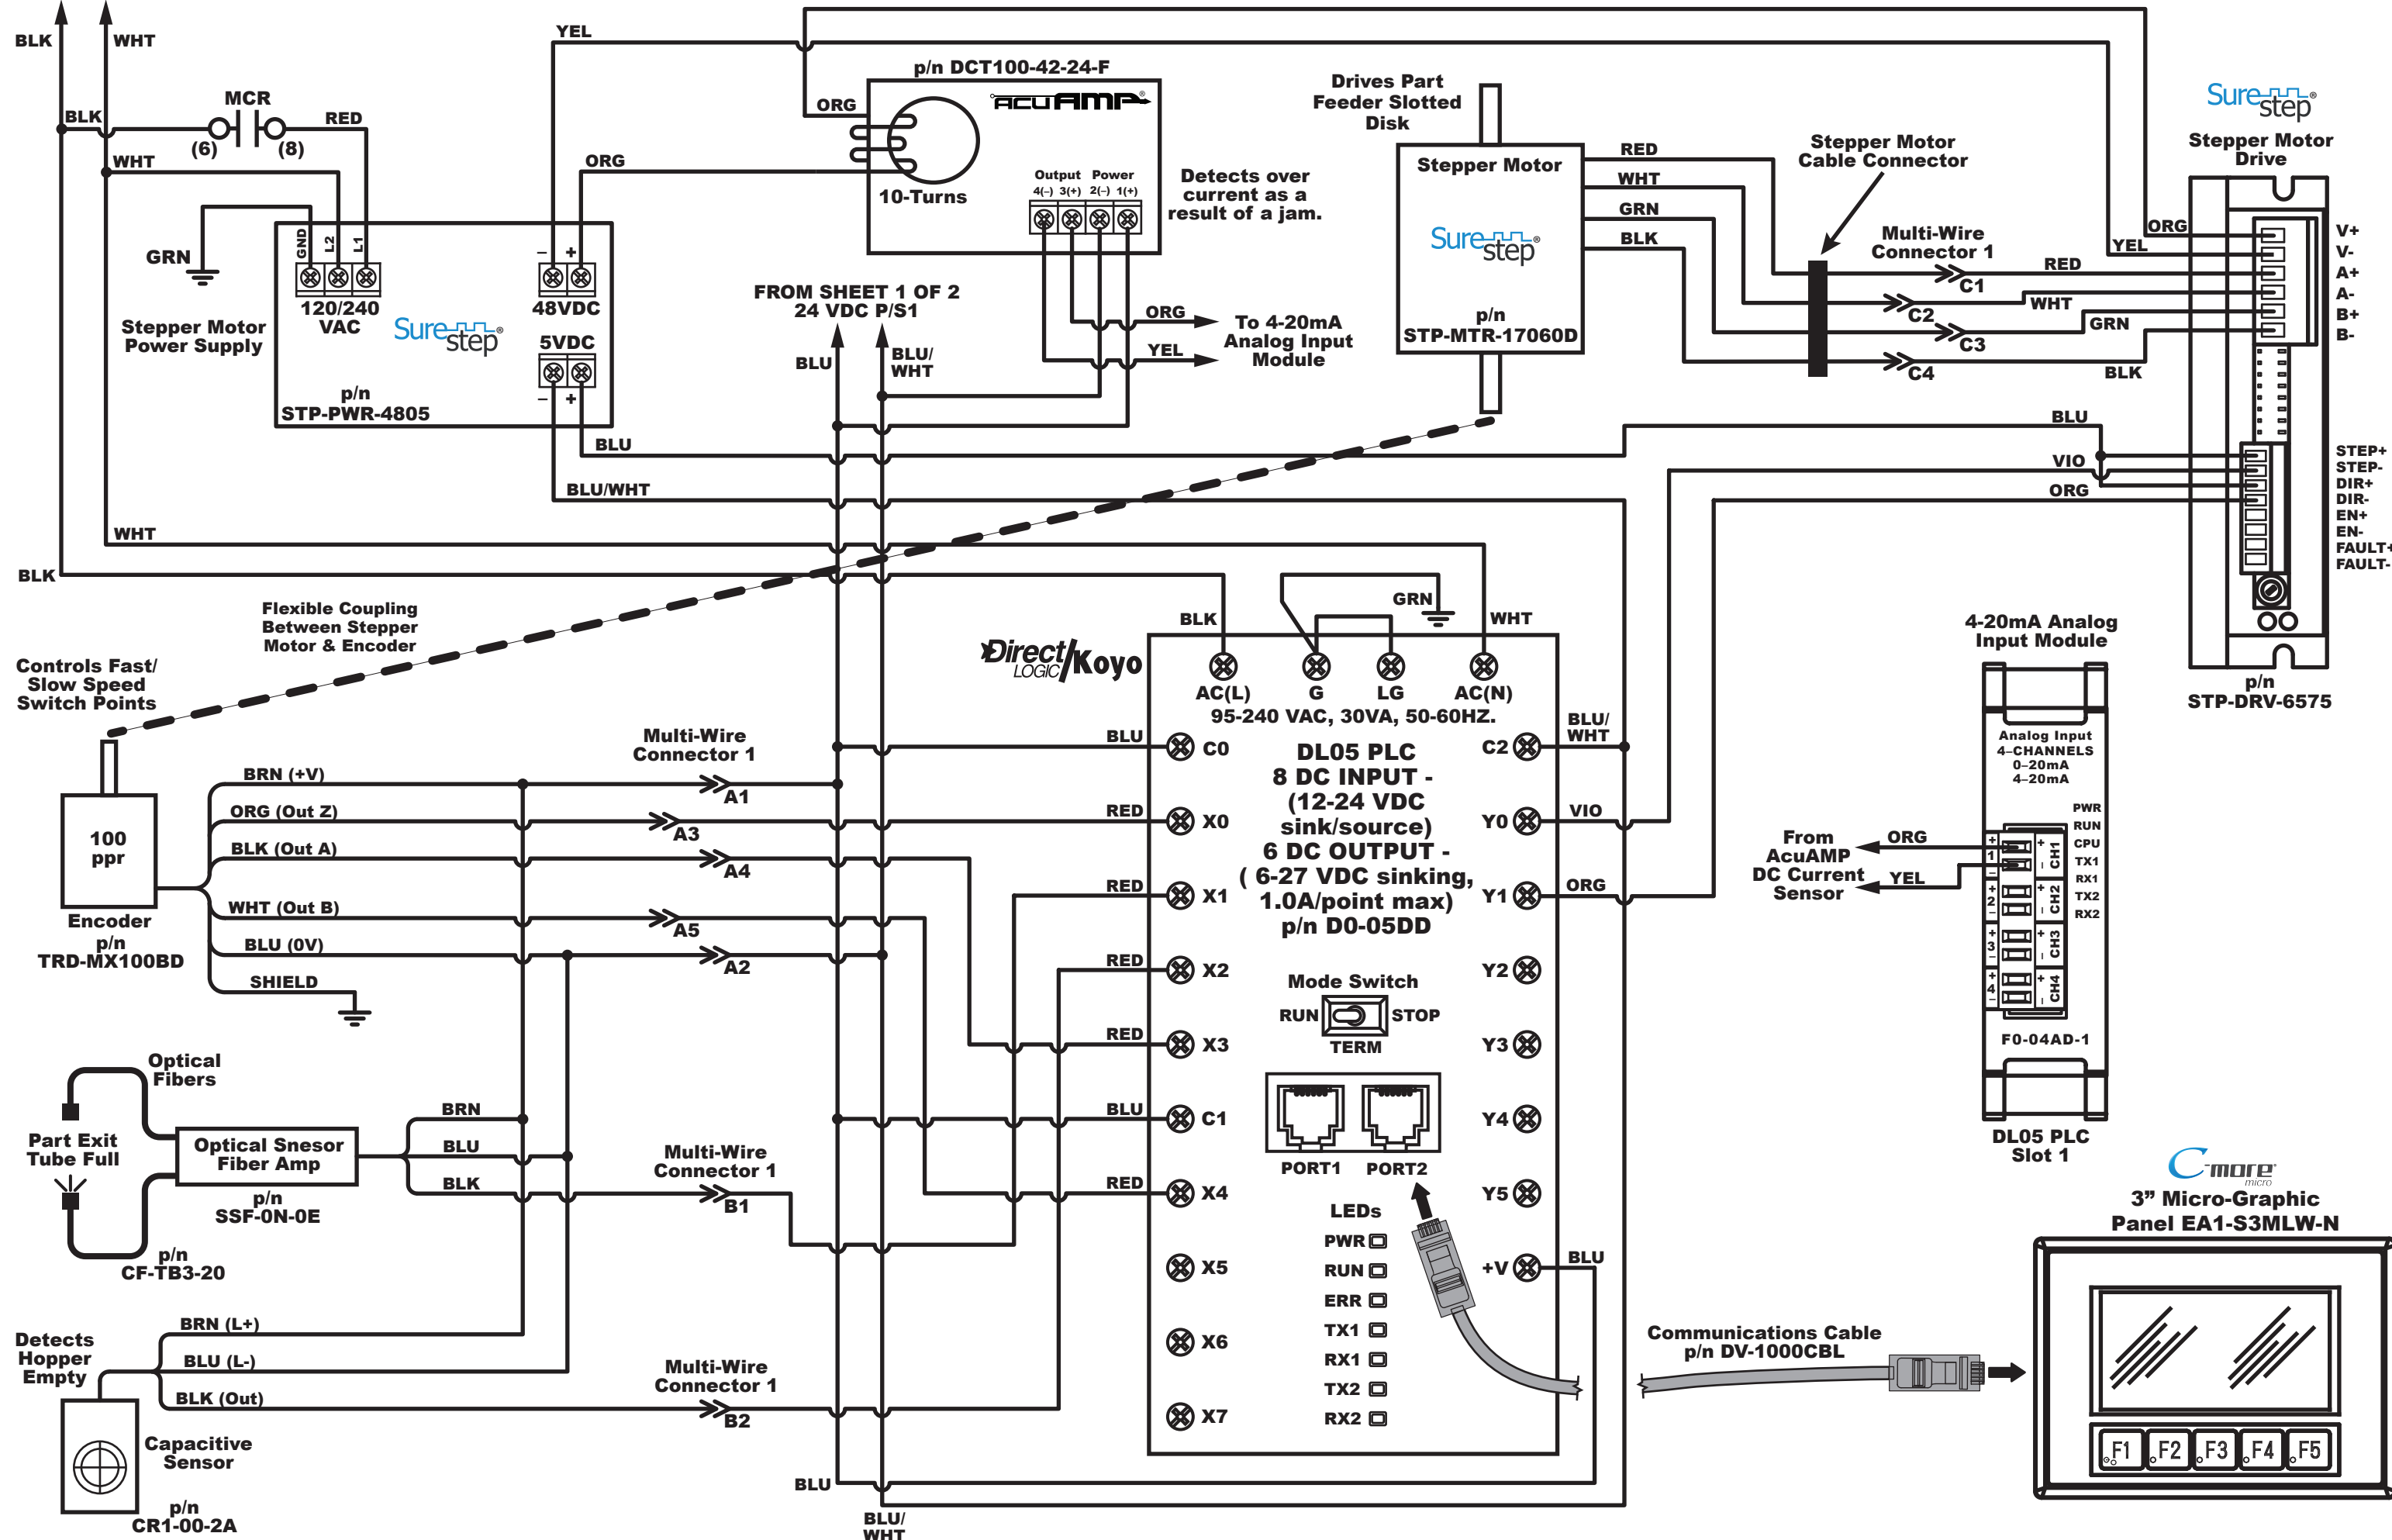 BLK
WHT
BLK
MCR
(6)
(8)
RED
WHT
GRN
GND
L2
L1
120/240
VAC
Stepper Motor
Power Supply
Surestep®
p/n
STP-PWR-4805
–
+
48VDC
5VDC
–
+
YEL
ORG
ORG
BLU
BLU/WHT
p/n DCT100-42-24-F
ACUAMP®
10-Turns
Output
Power
4(–)
3(+)
2(–)
1(+)
Detects over
current as a
result of a jam.
FROM SHEET 1 OF 2
24 VDC P/S1
BLU
BLU/
WHT
ORG
YEL
To 4-20mA
Analog Input
Module
Drives Part
Feeder Slotted
Disk
Stepper Motor
Surestep®
p/n
STP-MTR-17060D
RED
WHT
GRN
BLK
Stepper Motor
Cable Connector
Multi-Wire
Connector 1
C1
C2
C3
C4
RED
WHT
GRN
BLK
Surestep®
Stepper Motor
Drive
ORG
YEL
V+
V-
A+
A-
B+
B-
BLU
VIO
ORG
STEP+
STEP-
DIR+
DIR-
EN+
EN-
FAULT+
FAULT-
p/n
STP-DRV-6575
WHT
BLK
Flexible Coupling
Between Stepper
Motor & Encoder
Controls Fast/
Slow Speed
Switch Points
100
ppr
Encoder
p/n
TRD-MX100BD
BRN (+V)
ORG (Out Z)
BLK (Out A)
WHT (Out B)
BLU (0V)
SHIELD
Multi-Wire
Connector 1
A1
A3
A4
A5
A2
Optical
Fibers
Part Exit
Tube Full
Optical Snesor
Fiber Amp
p/n
SSF-0N-0E
p/n
CF-TB3-20
BRN
BLU
BLK
Multi-Wire
Connector 1
B1
Detects
Hopper
Empty
BRN (L+)
BLU (L-)
BLK (Out)
Multi-Wire
Connector 1
B2
Capacitive
Sensor
p/n
CR1-00-2A
BLU
BLU/
WHT
Direct LOGIC/Koyo
BLK
GRN
WHT
AC(L)
G
LG
AC(N)
95-240 VAC, 30VA, 50-60HZ.
DL05 PLC
8 DC INPUT -
(12-24 VDC
sink/source)
6 DC OUTPUT -
( 6-27 VDC sinking,
1.0A/point max)
p/n D0-05DD
BLU
C0
RED
X0
RED
X1
RED
X2
RED
X3
BLU
C1
RED
X4
X5
X6
X7
BLU/
WHT
C2
Y0
VIO
Y1
ORG
Y2
Y3
Y4
Y5
+V
BLU
Mode Switch
RUN
STOP
TERM
PORT1
PORT2
LEDs
PWR
RUN
ERR
TX1
RX1
TX2
RX2
4-20mA Analog
Input Module
Analog Input
4–CHANNELS
0–20mA
4–20mA
PWR
RUN
CPU
TX1
RX1
TX2
RX2
From
AcuAMP
DC Current
Sensor
ORG
YEL
+
1
–
+
–
CH1
+
2
–
+
–
CH2
+
3
–
+
–
CH3
+
4
–
+
–
CH4
F0-04AD-1
DL05 PLC
Slot 1
C-more®
micro
3” Micro-Graphic
Panel EA1-S3MLW-N
Communications Cable
p/n DV-1000CBL
F1
F2
F3
F4
F5